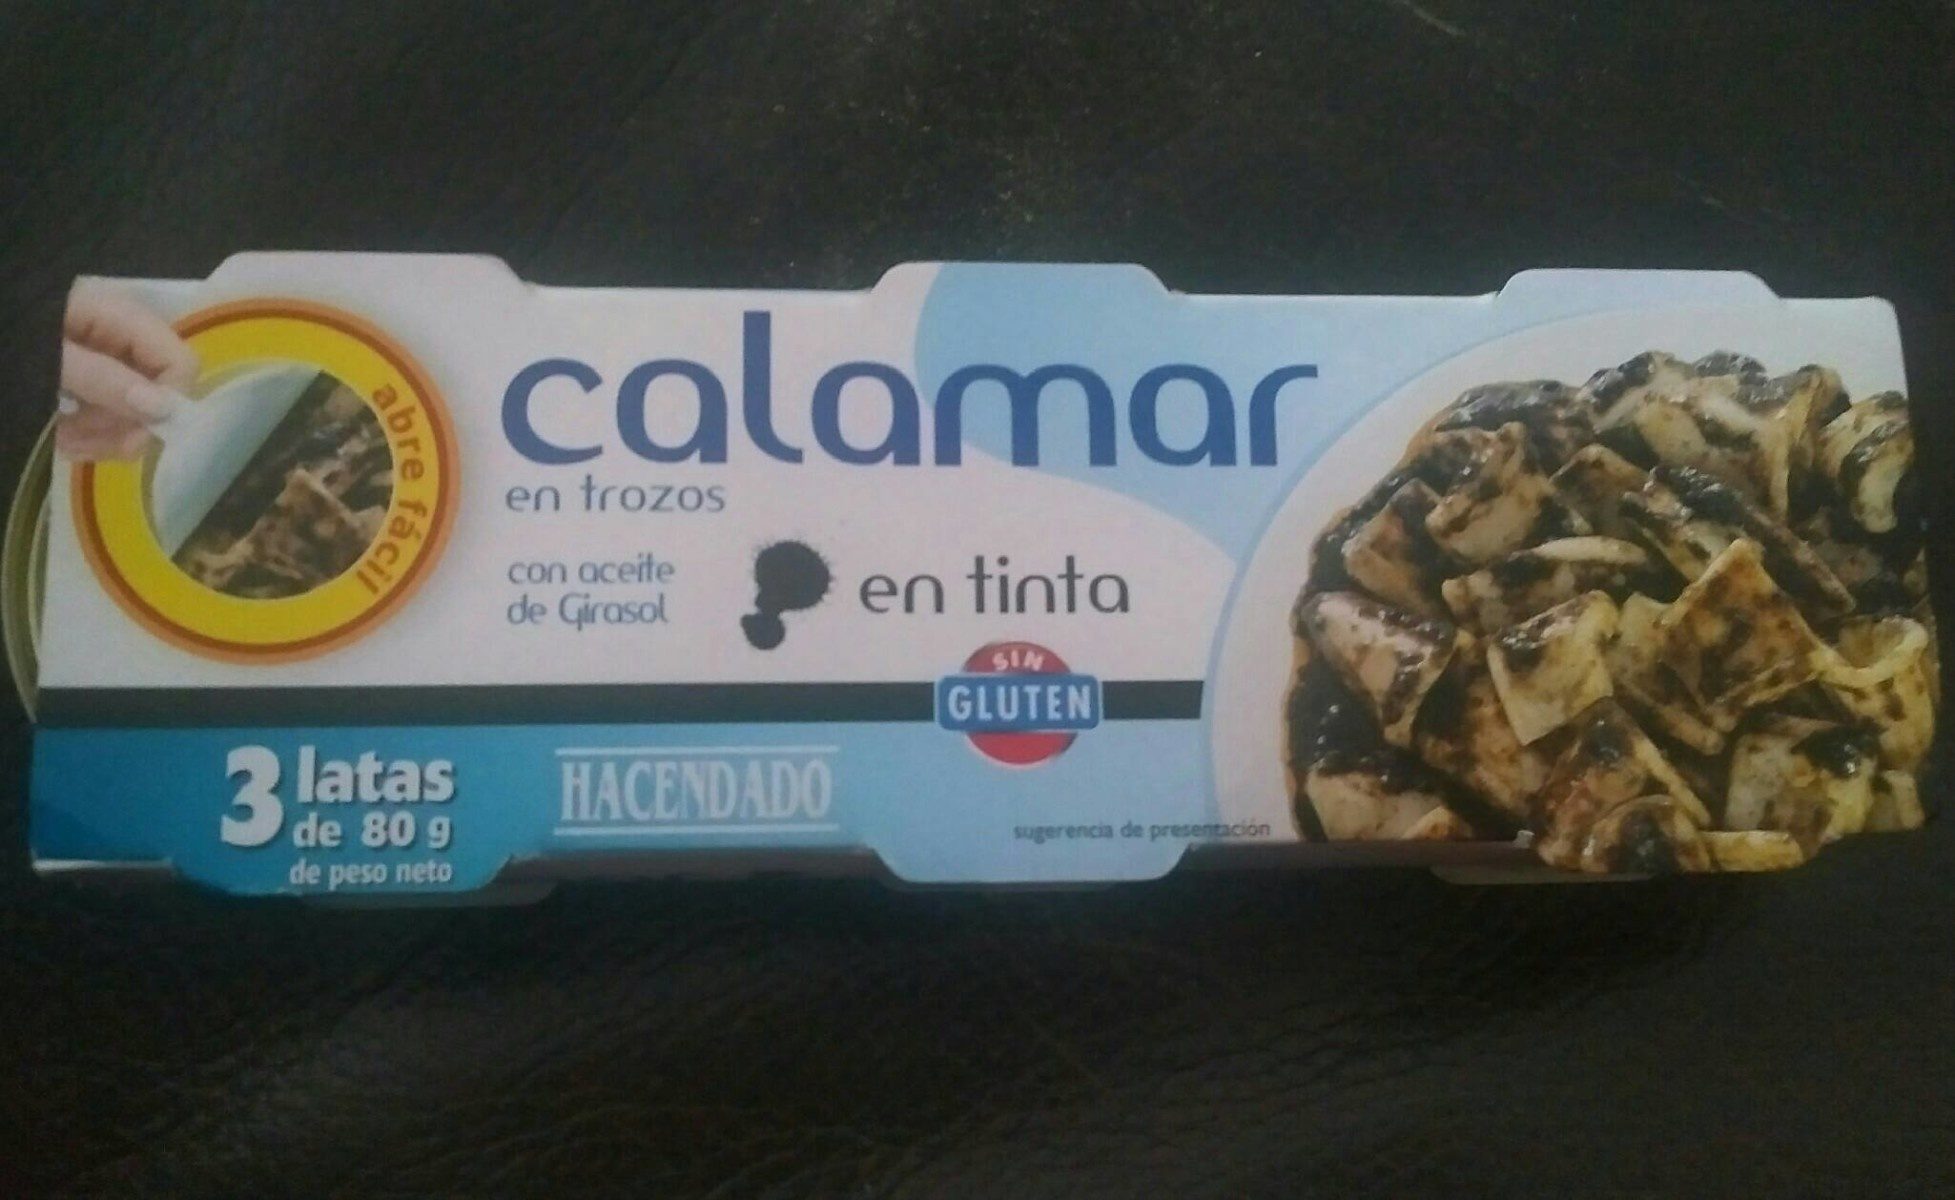 abre fácil
calamar
en trozos
con aceite
de Girasol
en tinta
SIN
GLUTEN
3 latas
de 80 g
de peso neto
HACENDADO
sugerencia de presentación